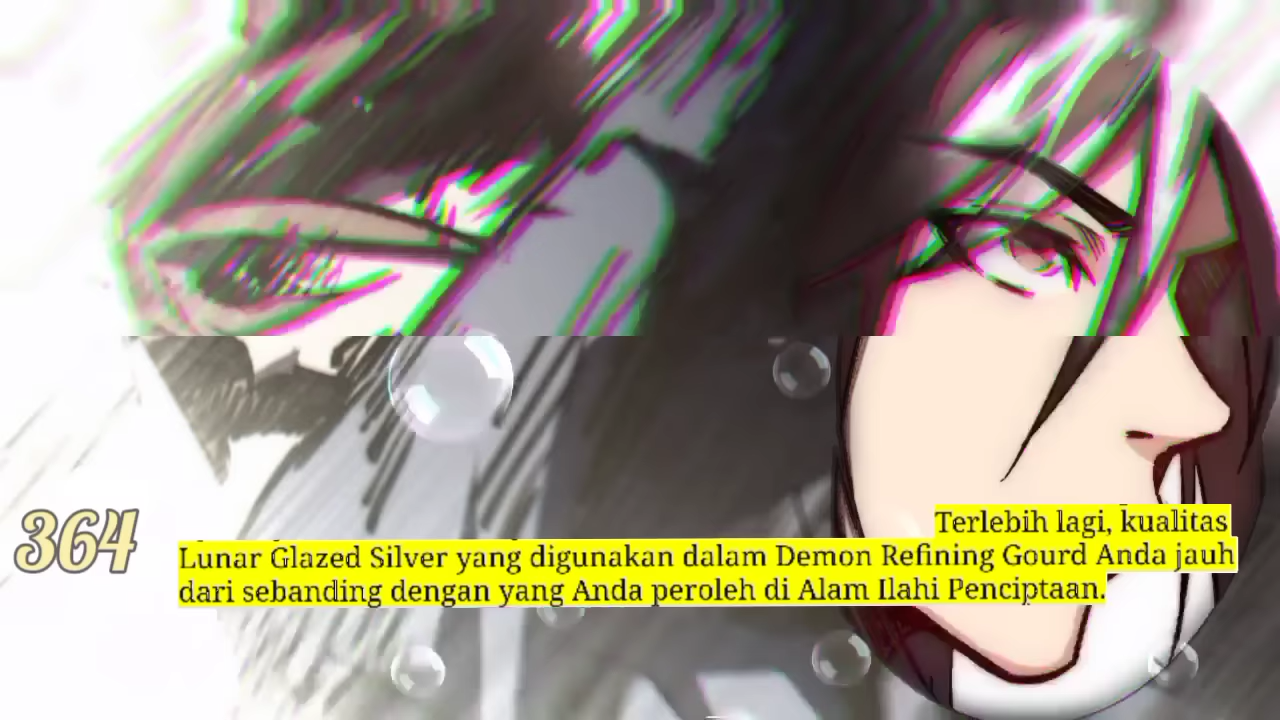 364
Terlebih lagi, kualitas
Lunar Glazed Silver yang digunakan dalam Demon Refining Gourd Anda jauh
dari sebanding dengan yang Anda peroleh di Alam Ilahi Penciptaan.